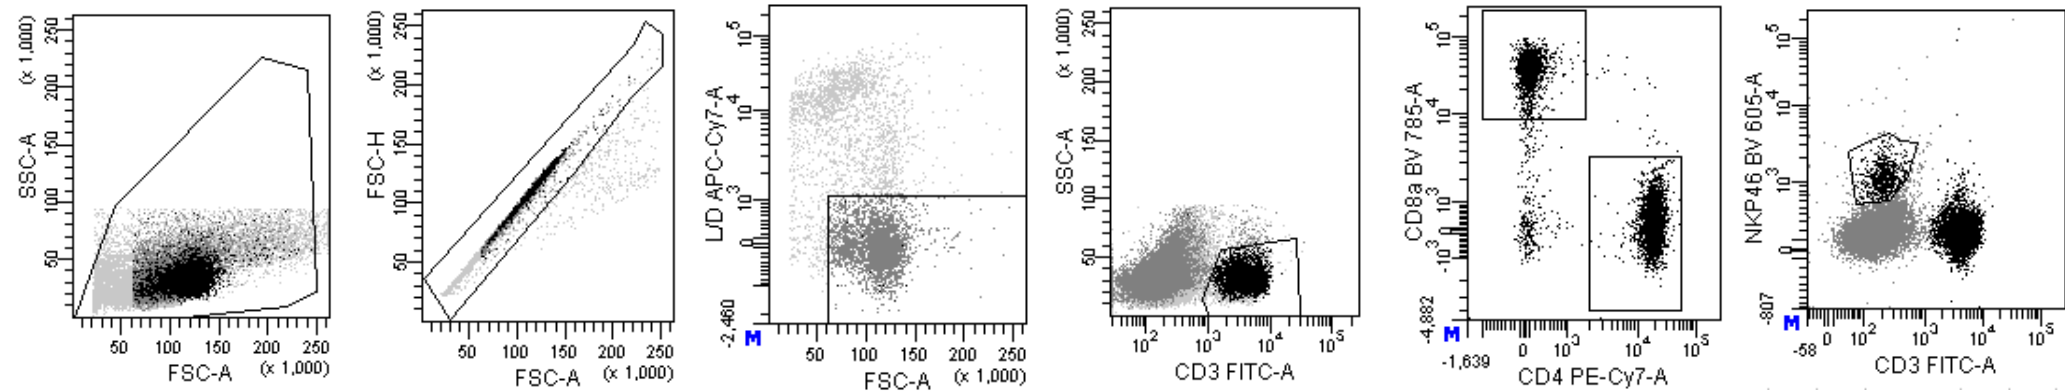 SSC-A
(x 1,000)
50 100 150 200 250
50 100 150 200 250
FSC-A
(x 1,000)
FSC-H
(x 1,000)
50 100 150 200 250
50 100 150 200 250
FSC-A
(x 1,000)
L/D APC-Cy7-A
-2,460
0 10^3 10^4 10^5
M
50 100 150 200 250
FSC-A
(x 1,000)
SSC-A
(x 1,000)
50 100 150 200 250
10^2 10^3 10^4 10^5
CD3 FITC-A
CD8a BV 785-A
-4,882
-10^3 10^3 10^4 10^5
M
-1,639
0 10^3 10^4 10^5
CD4 PE-Cy7-A
NKP46 BV 605-A
-807
0 10^3 10^4 10^5
M
-58
0 10^2 10^3 10^4 10^5
CD3 FITC-A